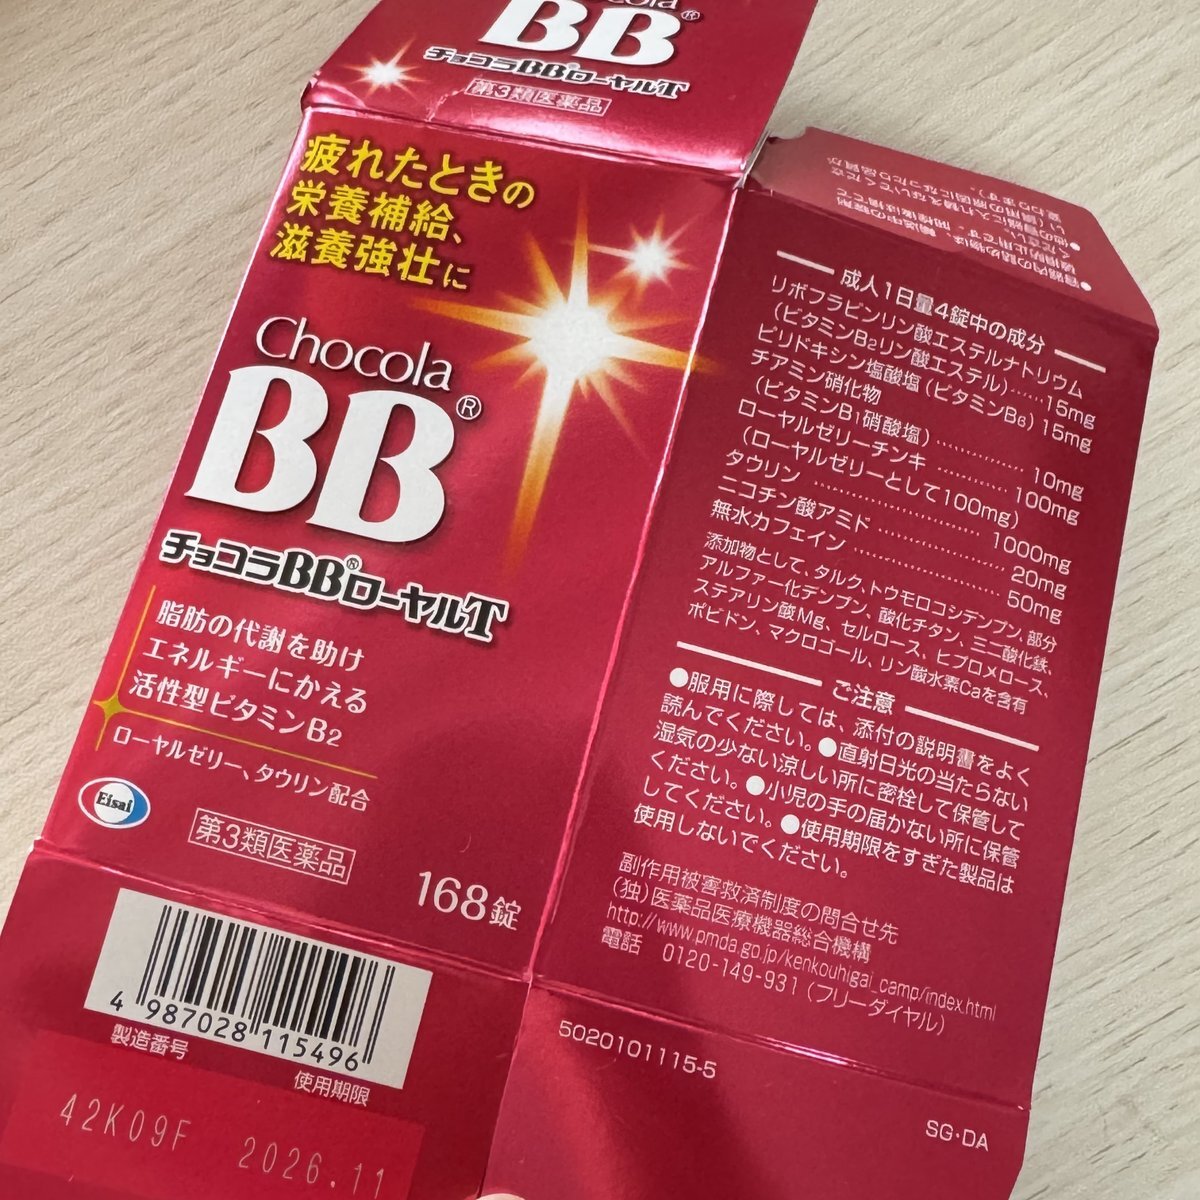 Chocola
BB®
チョコラBB®ローヤルT
第3類医薬品
疲れたときの
栄養補給、
滋養強壮に
Chocola
BB®
チョコラBB®ローヤルT
脂肪の代謝を助け
エネルギーにかえる
活性型ビタミンB2
ローヤルゼリー、タウリン配合
Eisai
第3類医薬品
168錠
4 987028 115496
製造番号
使用期限
42K09F 2026.11
成人1日量4錠中の成分
リボフラビンリン酸エステルナトリウム
(ビタミンB2リン酸エステル)……15mg
ピリドキシン塩酸塩(ビタミンB6) 15mg
チアミン硝化物
(ビタミンB1硝酸塩)……………10mg
ローヤルゼリーチンキ…………100mg
(ローヤルゼリーとして100mg)
タウリン……………………1000mg
ニコチン酸アミド………………20mg
無水カフェイン…………………50mg
添加物として、タルク、トウモロコシデンプン、部分
アルファー化デンプン、酸化チタン、三二酸化鉄、
ステアリン酸Mg、セルロース、ヒプロメロース、
ポビドン、マクロゴール、リン酸水素Caを含有
ご注意
●服用に際しては、添付の説明書をよく
読んでください。●直射日光の当たらない
湿気の少ない涼しい所に密栓して保管して
ください。●小児の手の届かない所に保管
してください。●使用期限をすぎた製品は
使用しないでください。
副作用被害救済制度の問合せ先
(独)医薬品医療機器総合機構
http://www.pmda.go.jp/kenkouhigai_camp/index.html
電話 0120-149-931(フリーダイヤル)
5020101115-5
SG・DA